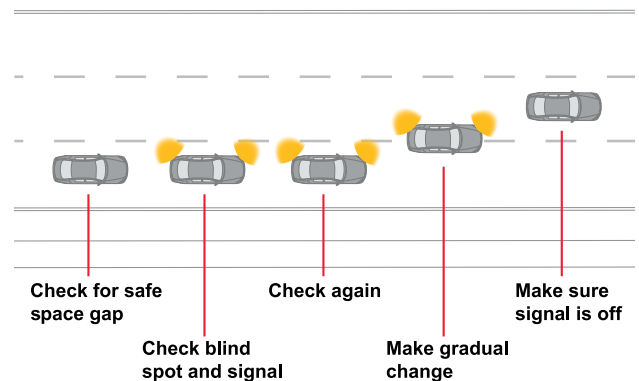 Check for safe
space gap
Check blind
spot and signal
Check again
Make gradual
change
Make sure
signal is off